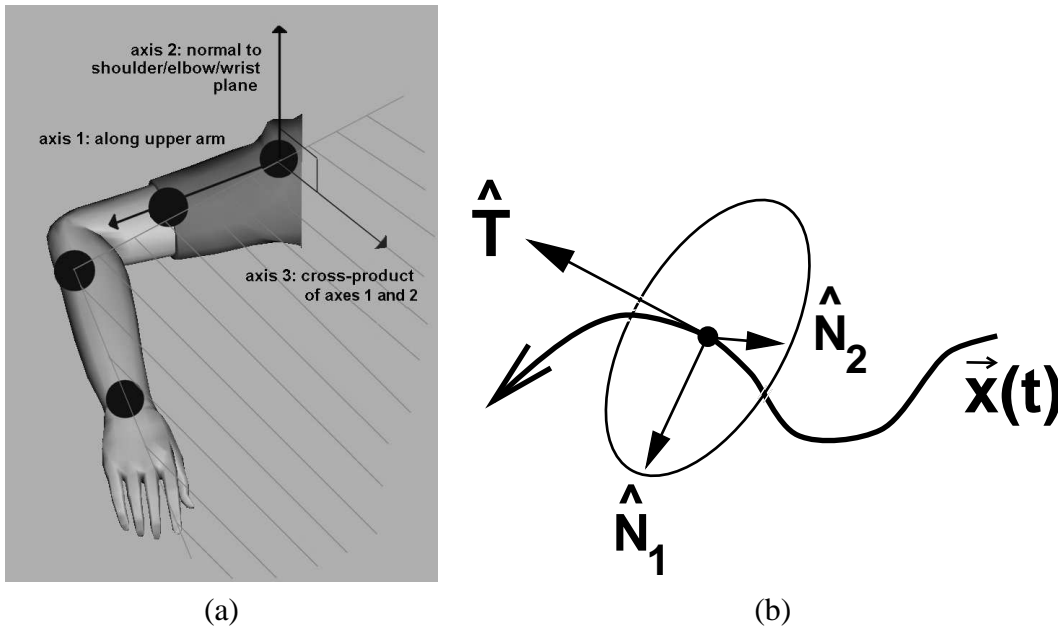 axis 2: normal to
shoulder/elbow/wrist
plane
axis 1: along upper arm
axis 3: cross-product
of axes 1 and 2
(a)
T̂
N̂₂
x⃗(t)
N̂₁
(b)